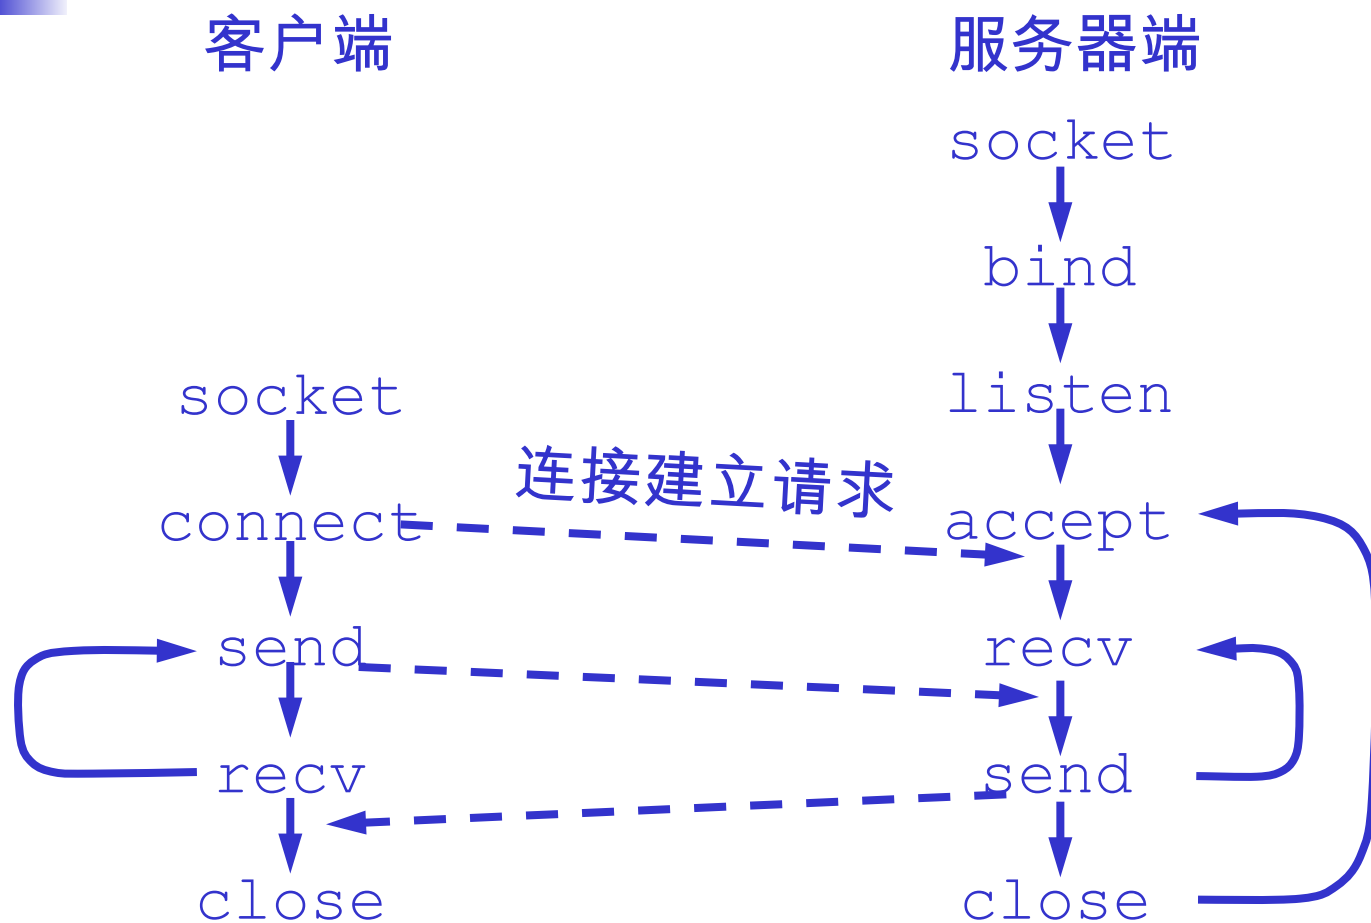 客户端
服务器端
socket
bind
listen
socket
连接建立请求
connect
accept
send
recv
recv
send
close
close